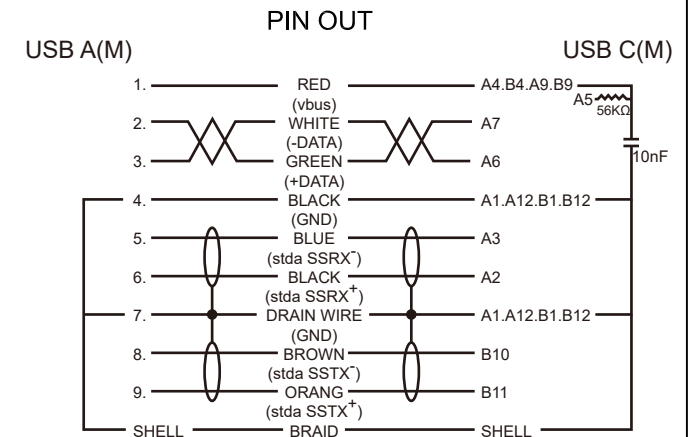 PIN OUT
USB A(M) USB C(M)
1. RED A4.B4.A9.B9
(vbus) A5 56KΩ
2. WHITE A7
(-DATA) 10nF
3. GREEN A6
(+DATA)
4. BLACK A1.A12.B1.B12
(GND)
5. BLUE A3
(stda SSRX⁻)
6. BLACK A2
(stda SSRX⁺)
7. DRAIN WIRE A1.A12.B1.B12
(GND)
8. BROWN B10
(stda SSTX⁻)
9. ORANG B11
(stda SSTX⁺)
SHELL BRAID SHELL